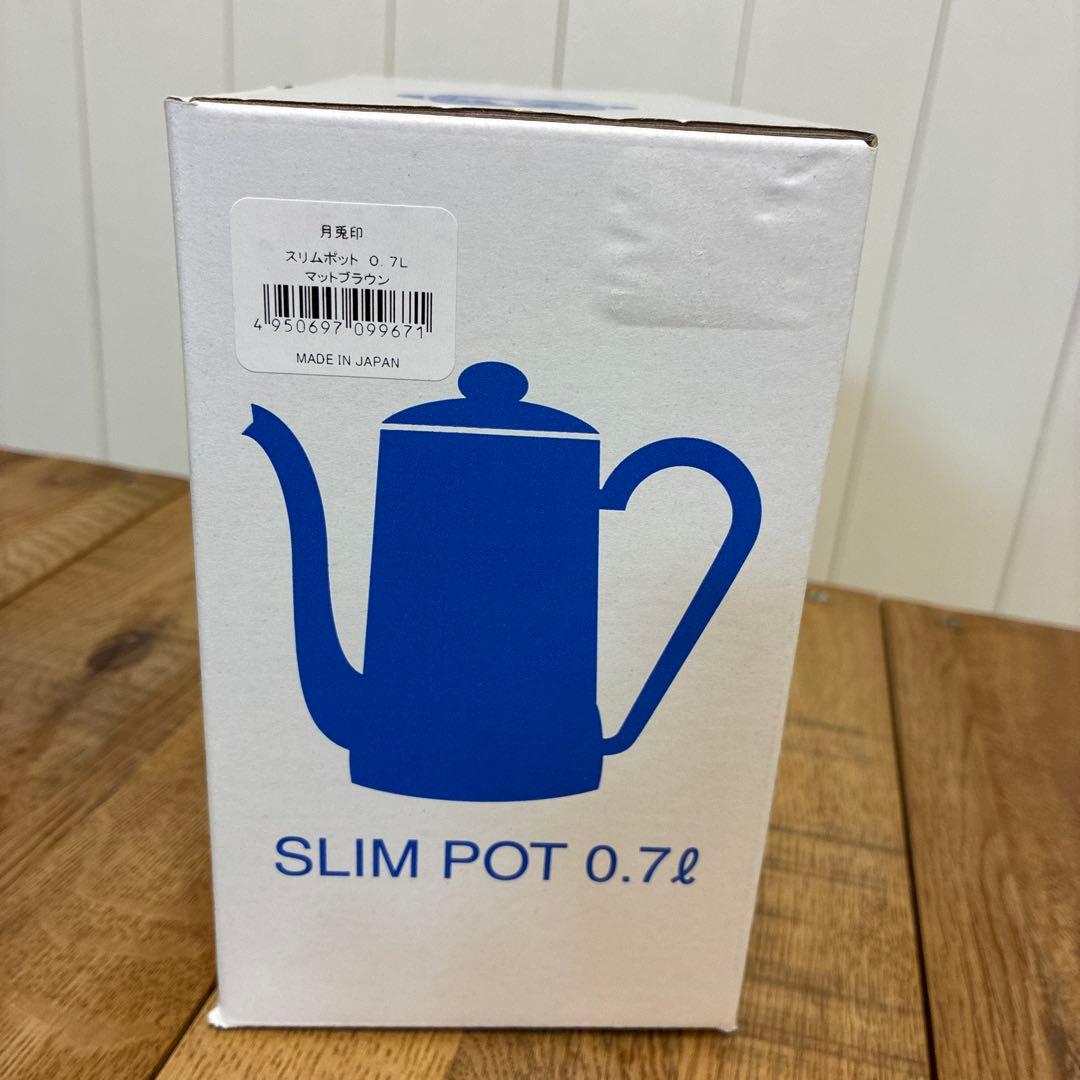 月兎印
スリムポット 0.7L
マットブラウン
4 950697 099671
MADE IN JAPAN
SLIM POT 0.7ℓ